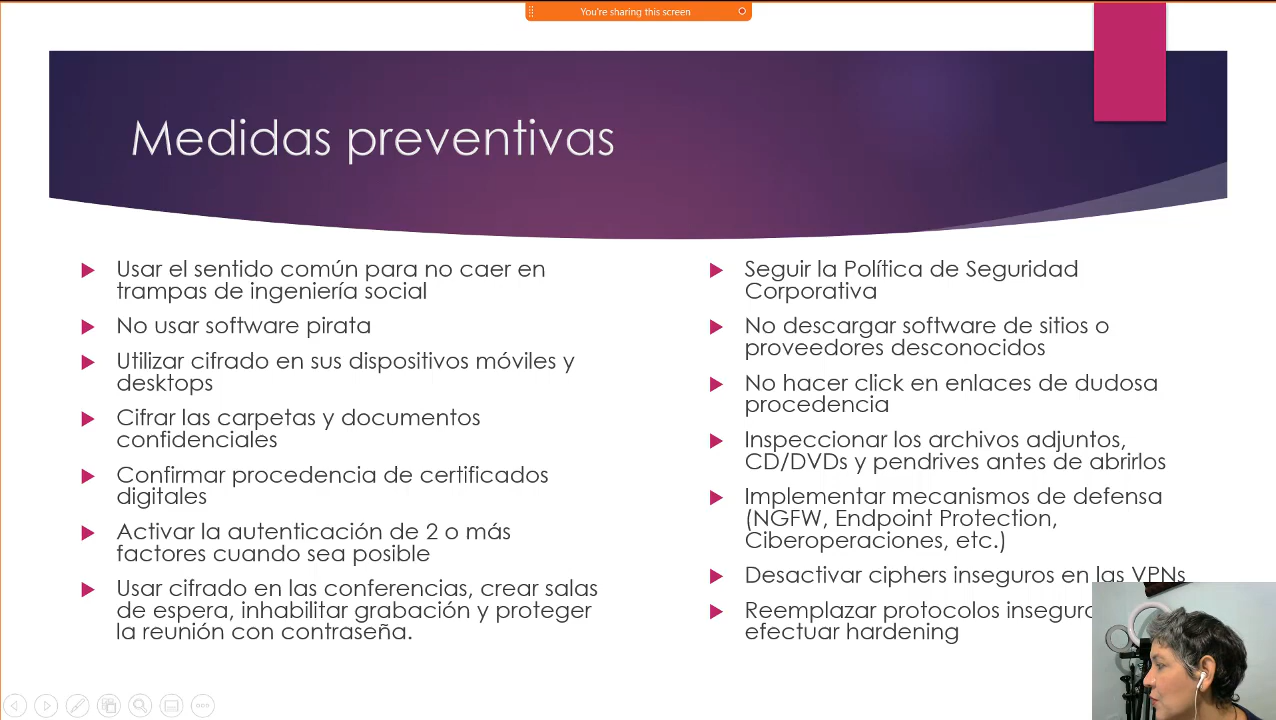 You're sharing this screen
Medidas preventivas
Usar el sentido común para no caer en
trampas de ingeniería social
No usar software pirata
Utilizar cifrado en sus dispositivos móviles y
desktops
Cifrar las carpetas y documentos
confidenciales
Confirmar procedencia de certificados
digitales
Activar la autenticación de 2 o más
factores cuando sea posible
Usar cifrado en las conferencias, crear salas
de espera, inhabilitar grabación y proteger
la reunión con contraseña.
Seguir la Política de Seguridad
Corporativa
No descargar software de sitios o
proveedores desconocidos
No hacer click en enlaces de dudosa
procedencia
Inspeccionar los archivos adjuntos,
CD/DVDs y pendrives antes de abrirlos
Implementar mecanismos de defensa
(NGFW, Endpoint Protection,
Ciberoperaciones, etc.)
Desactivar ciphers inseguros en las VPNs
Reemplazar protocolos
efectuar hardening